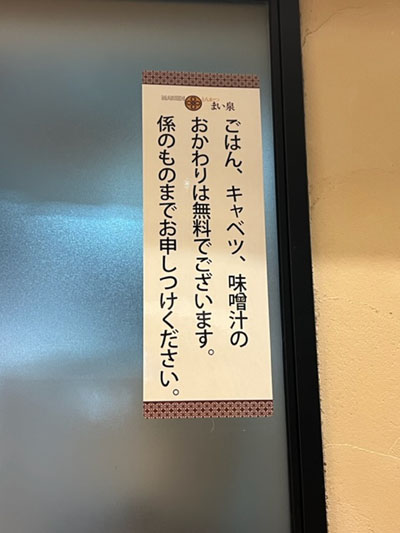 まい泉
ごはん、キャベツ、味噌汁の
おかわりは無料でございます。
係のものまでお申しつけください。